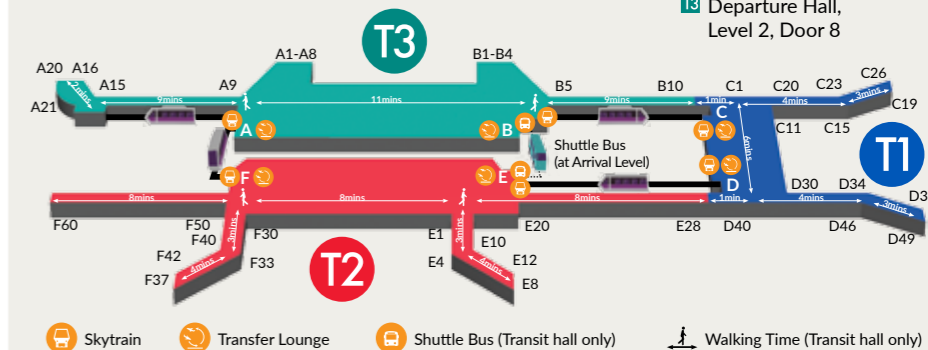 T3 Departure Hall,
Level 2, Door 8
T3
A1-A8
B1-B4
A20
A16
A15
A9
B5
B10
C1
C20
C23
C26
2mins
9mins
11mins
9mins
1min
4mins
3mins
A21
C19
A
B
C
C11
C15
Shuttle Bus
(at Arrival Level)
6mins
T1
F
E
D
D30
D34
8mins
8mins
8mins
1min
4mins
3mins
F60
F50
F40
F30
E1
E20
E28
D40
D46
D49
3mins
3mins
E10
F42
F33
E4
E12
4mins
4mins
F37
E8
T2
Skytrain
Transfer Lounge
Shuttle Bus (Transit hall only)
Walking Time (Transit hall only)